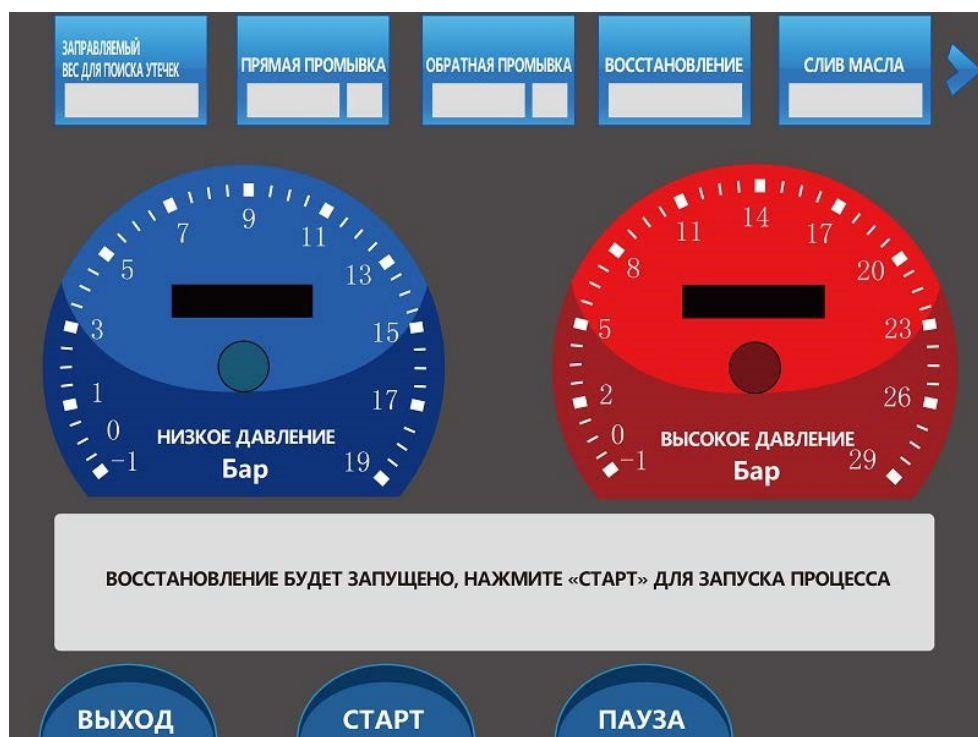 ЗАПРАВЛЯЕМЫЙ
ВЕС ДЛЯ ПОИСКА УТЕЧЕК
ПРЯМАЯ ПРОМЫВКА
ОБРАТНАЯ ПРОМЫВКА
ВОССТАНОВЛЕНИЕ
СЛИВ МАСЛА
-1
0
1
3
5
7
9
11
13
15
17
19
НИЗКОЕ ДАВЛЕНИЕ
Бар
-1
0
2
5
8
11
14
17
20
23
26
29
ВЫСОКОЕ ДАВЛЕНИЕ
Бар
ВОССТАНОВЛЕНИЕ БУДЕТ ЗАПУЩЕНО, НАЖМИТЕ «СТАРТ» ДЛЯ ЗАПУСКА ПРОЦЕССА
ВЫХОД
СТАРТ
ПАУЗА